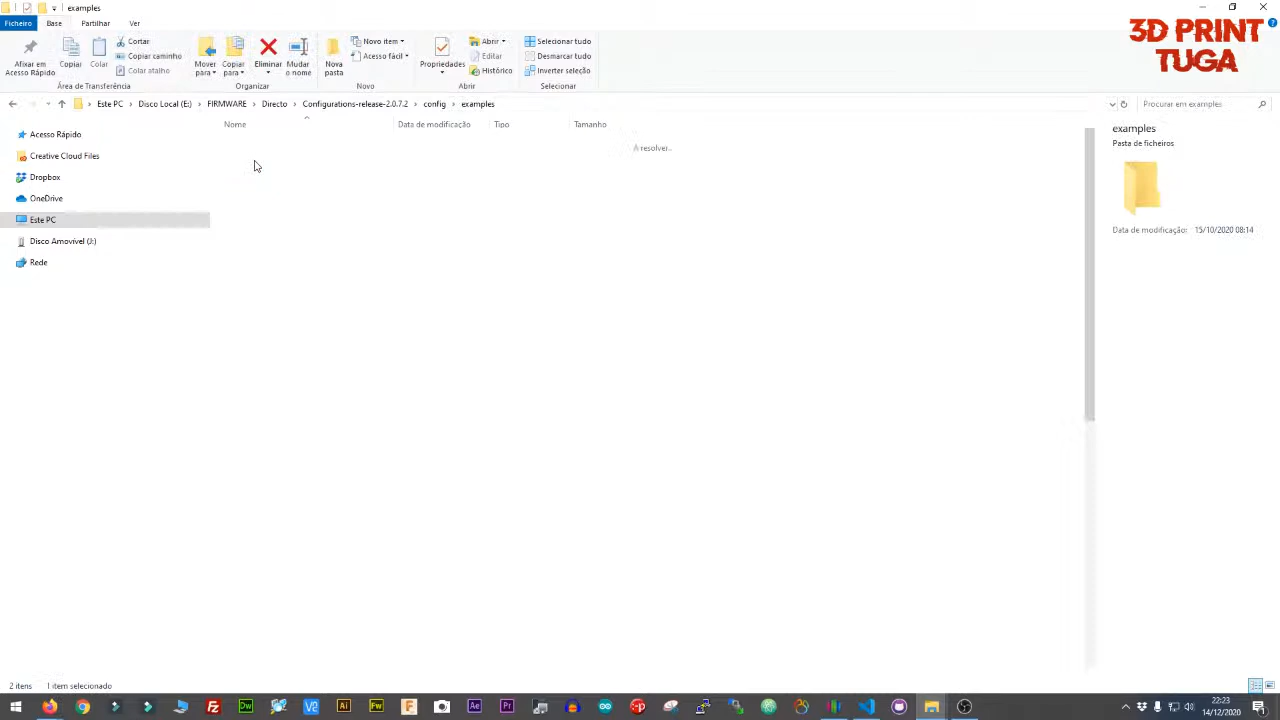 examples
Ficheiro Base Partilhar Ver
3D PRINT
TUGA
Afixar em Acesso Rápido
Copiar
Colar
Cortar
Copiar caminho
Colar atalho
Área de Transferência
Mover para
Copiar para
Eliminar
Mudar o nome
Organizar
Nova pasta
Novo item
Acesso fácil
Novo
Propriedades
Abrir
Editar
Histórico
Abrir
Selecionar tudo
Desmarcar tudo
Inverter seleção
Selecionar
Este PC > Disco Local (E:) > FIRMWARE > Directo > Configurations-release-2.0.7.2 > config > examples
Procurar em examples
Nome Data de modificação Tipo Tamanho
A resolver...
Acesso Rápido
Creative Cloud Files
Dropbox
OneDrive
Este PC
Disco Amovível (J:)
Rede
examples
Pasta de ficheiros
Data de modificação: 15/10/2020 08:14
2 itens 1 item selecionado
22:23
14/12/2020